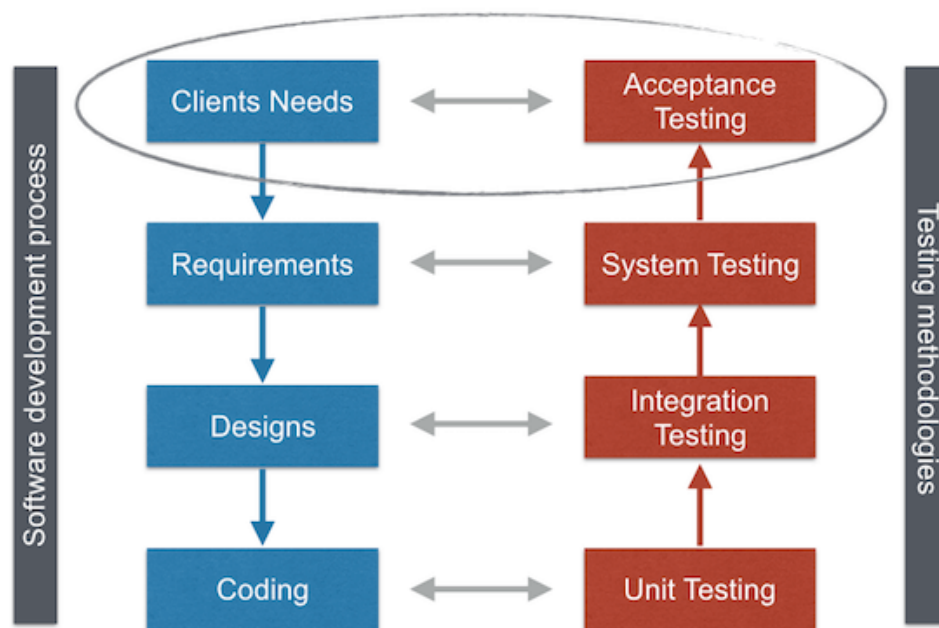 Clients Needs
Acceptance
Testing
Requirements
System Testing
Designs
Integration
Testing
Coding
Unit Testing
Software development process
Testing methodologies